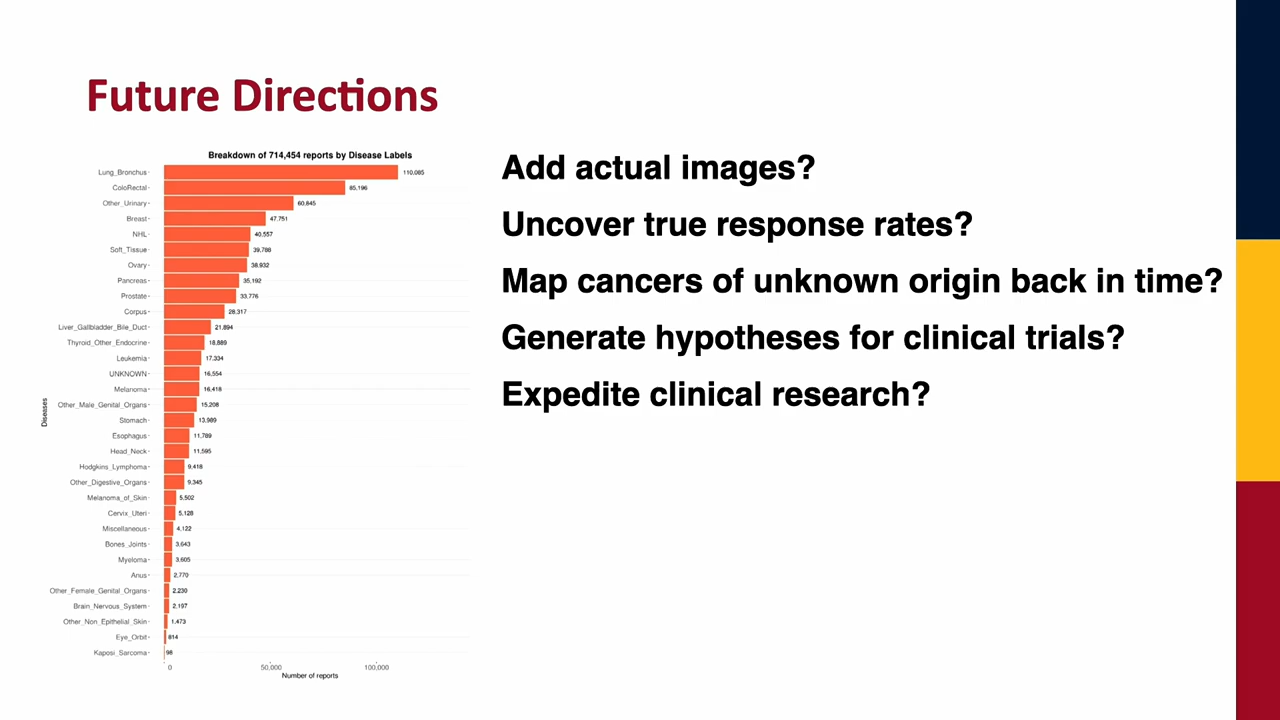 Future Directions
Breakdown of 714,454 reports by Disease Labels
Lung_Bronchus 110,085
ColoRectal 85,196
Other_Urinary 60,845
Breast 47,751
NHL 40,557
Soft_Tissue 39,788
Ovary 38,932
Pancreas 35,192
Prostate 33,776
Corpus 28,317
Liver_Gallbladder_Bile_Duct 21,894
Thyroid_Other_Endocrine 18,889
Leukemia 17,334
UNKNOWN 16,554
Melanoma 16,418
Other_Male_Genital_Organs 15,208
Stomach 13,989
Esophagus 11,789
Head_Neck 11,595
Hodgkins_Lymphoma 9,418
Other_Digestive_Organs 9,345
Melanoma_of_Skin 5,502
Cervix_Uteri 5,128
Miscellaneous 4,122
Bones_Joints 3,643
Myeloma 3,605
Anus 2,770
Other_Female_Genital_Organs 2,230
Brain_Nervous_System 2,197
Other_Non_Epithelial_Skin 1,473
Eye_Orbit 814
Kaposi_Sarcoma 98
Diseases
0 50,000 100,000
Number of reports
Add actual images?
Uncover true response rates?
Map cancers of unknown origin back in time?
Generate hypotheses for clinical trials?
Expedite clinical research?